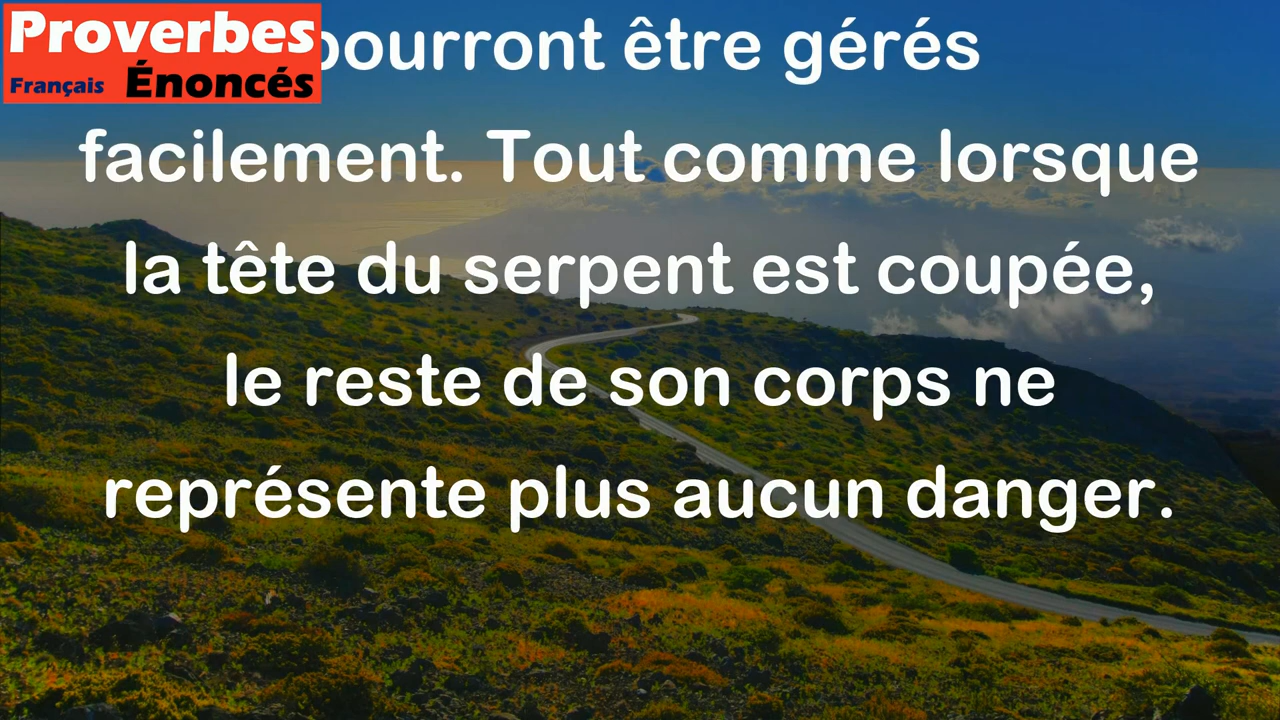 Proverbes
Français Énoncés
pourront être gérés
facilement. Tout comme lorsque
la tête du serpent est coupée,
le reste de son corps ne
représente plus aucun danger.